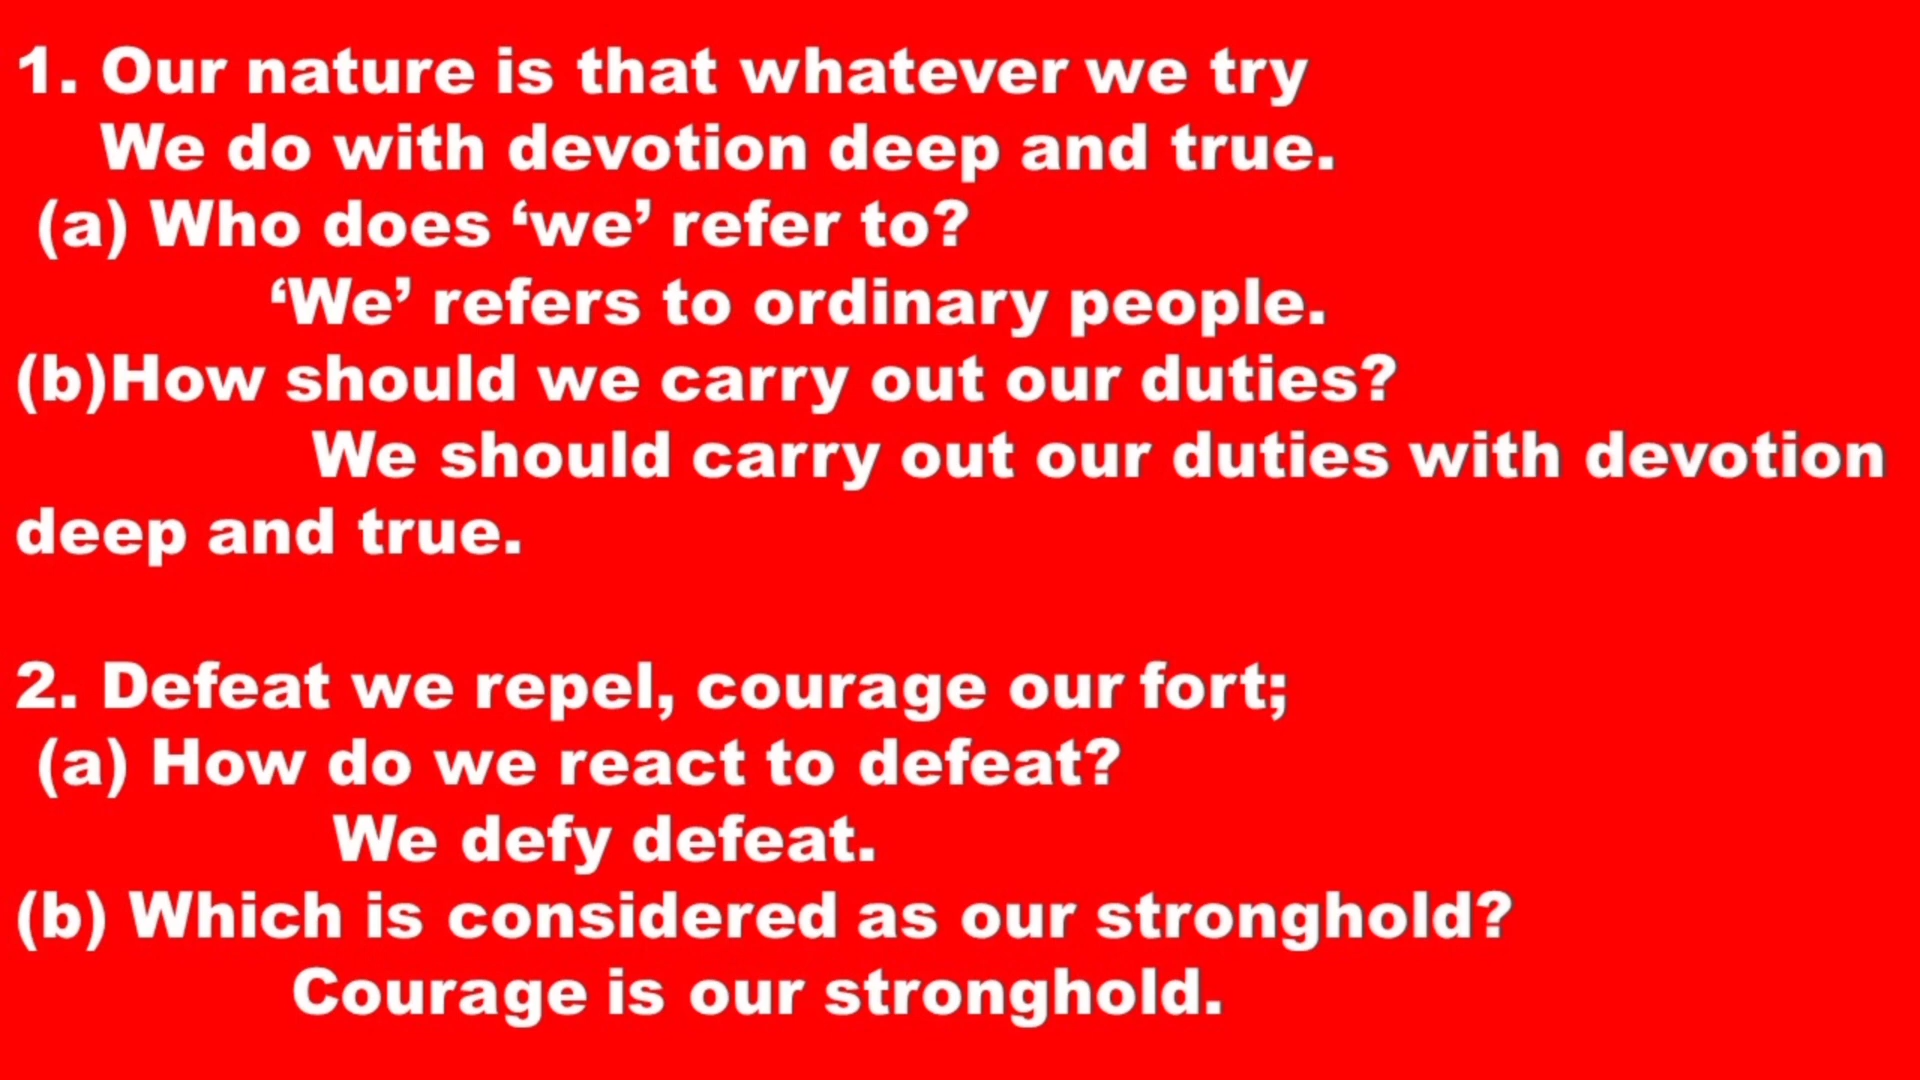 1. Our nature is that whatever we try
We do with devotion deep and true.
(a) Who does ‘we’ refer to?
‘We’ refers to ordinary people.
(b)How should we carry out our duties?
We should carry out our duties with devotion
deep and true.
2. Defeat we repel, courage our fort;
(a) How do we react to defeat?
We defy defeat.
(b) Which is considered as our stronghold?
Courage is our stronghold.